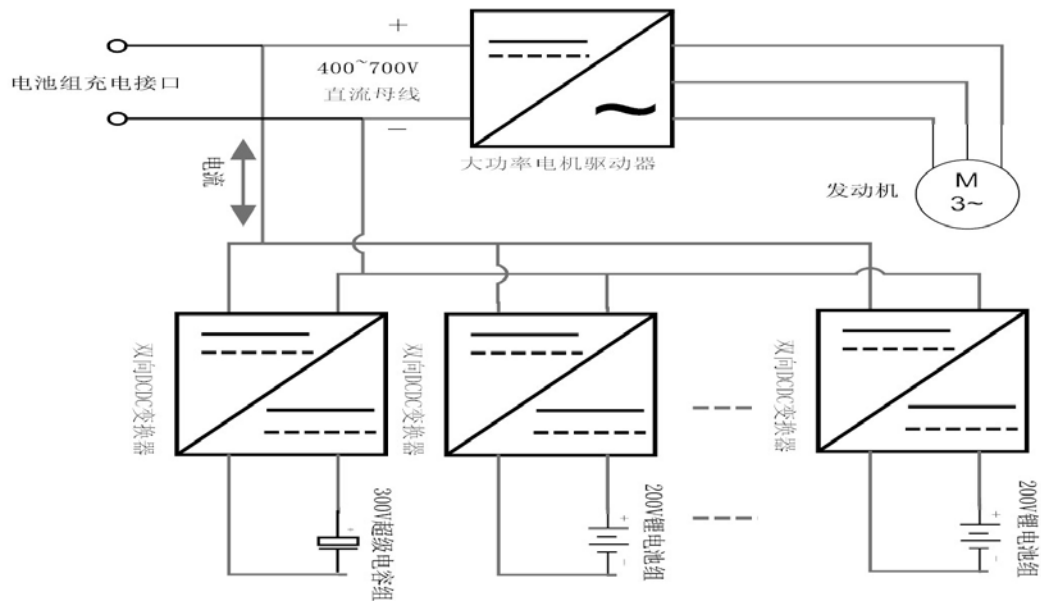 +
400~700V
电池组充电接口
直流母线
—
~
大功率电机驱动器
电流
发动机
M
3~
双向DCDC变换器
双向DCDC变换器
双向DCDC变换器
300V超级电容组
+
200V锂电池组
+
-
200V锂电池组
+
-